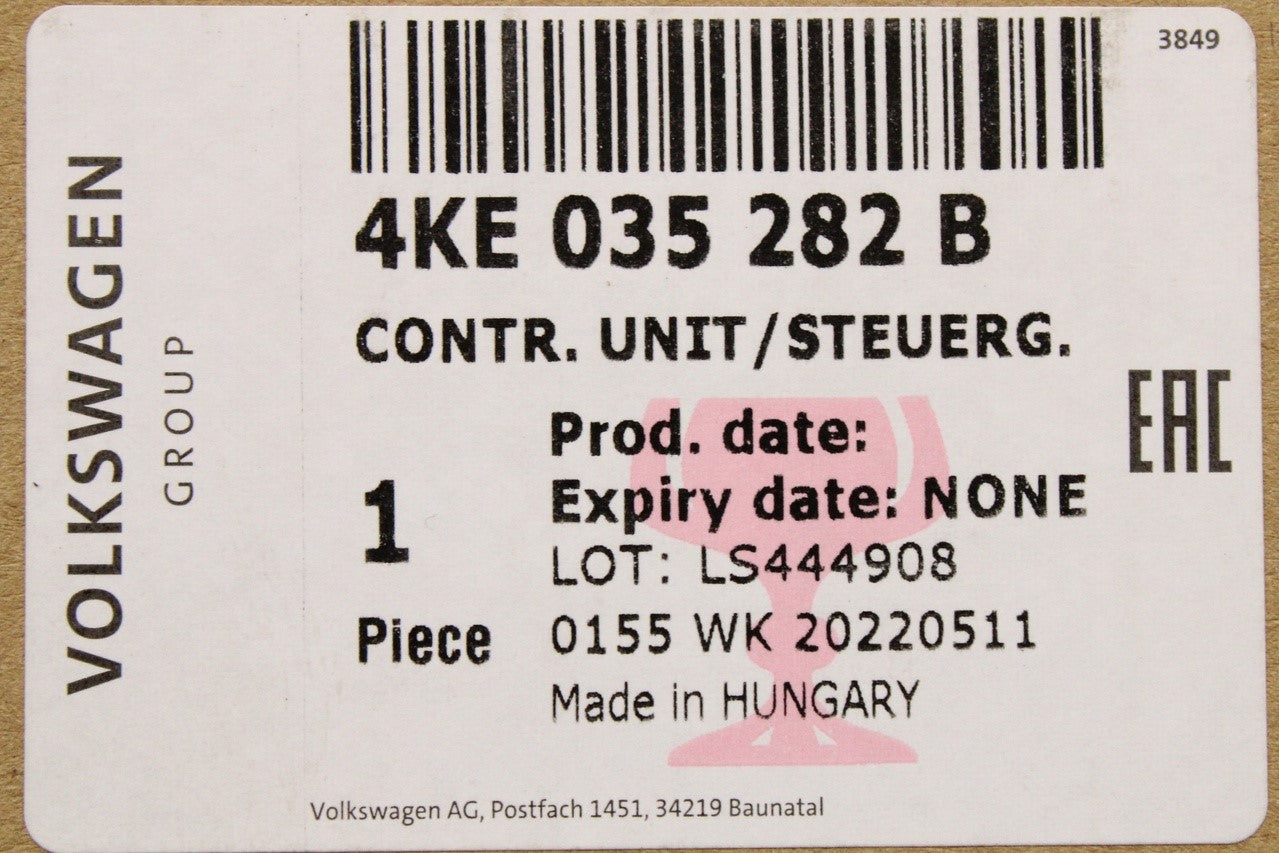 3849
4KE 035 282 B
CONTR. UNIT/STEUERG.
EAC
Prod. date:
1
Expiry date: NONE
LOT: LS444908
Piece
0155 WK 20220511
Made in HUNGARY
VOLKSWAGEN
GROUP
Volkswagen AG, Postfach 1451, 34219 Baunatal